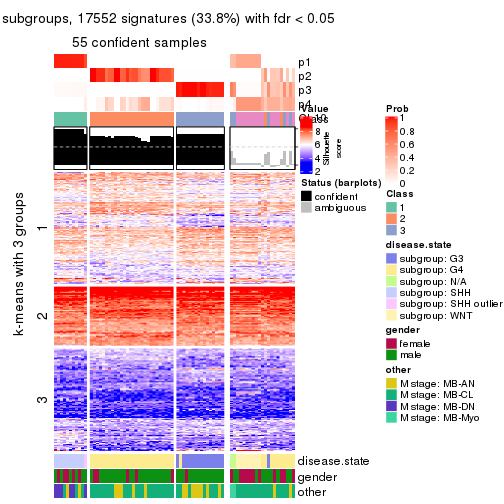 subgroups, 17552 signatures (33.8%) with fdr < 0.05
55 confident samples
p1
p2
p3
p4
Value
8
6
4
2
Silhouette
score
Status (barplots)
confident
ambiguous
Prob
1
0.8
0.6
0.4
0.2
0
Class
1
2
3
disease.state
subgroup: G3
subgroup: G4
subgroup: N/A
subgroup: SHH
subgroup: SHH outlier
subgroup: WNT
gender
female
male
other
M stage: MB-AN
M stage: MB-CL
M stage: MB-DN
M stage: MB-Myo
k-means with 3 groups
1
2
3
disease.state
gender
other